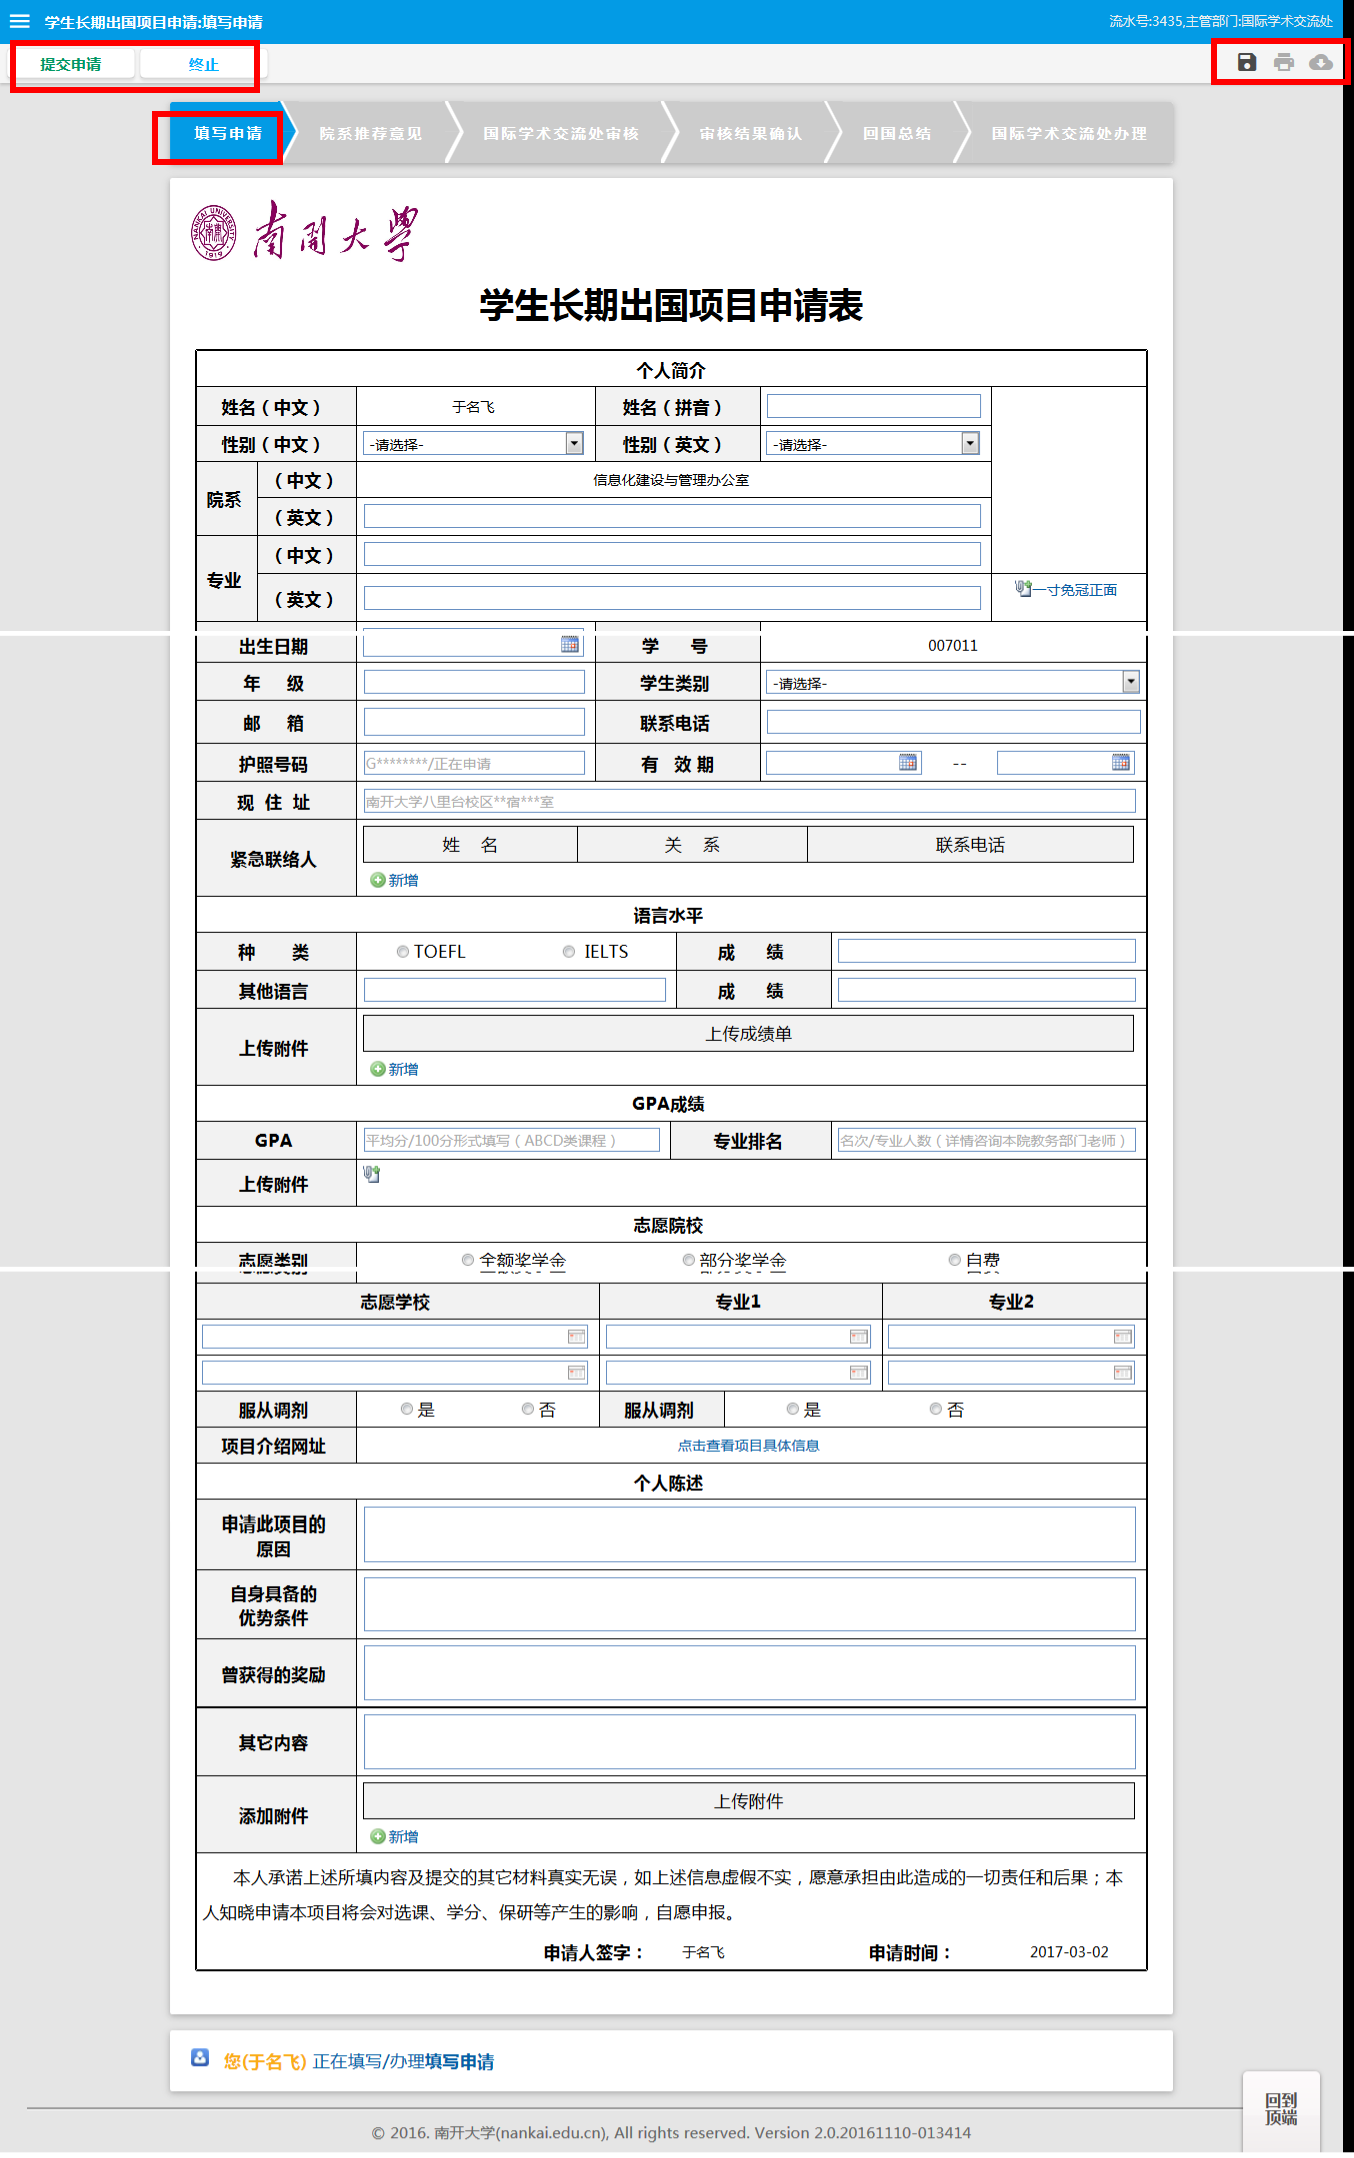 学生长期出国项目申请:填写申请
流水号:3435,主管部门:国际学术交流处
提交申请 终止
填写申请 院系推荐意见 国际学术交流处审核 审核结果确认 回国总结 国际学术交流处办理
NANKAI UNIVERSITY 1919 南开大学
学生长期出国项目申请表
个人简介
姓名（中文） 于名飞 姓名（拼音）
性别（中文） -请选择- 性别（英文） -请选择-
院系 （中文） 信息化建设与管理办公室
（英文）
专业 （中文）
（英文） 一寸免冠正面
出生日期 学 号 007011
年 级 学生类别 -请选择-
邮 箱 联系电话
护照号码 G********/正在申请 有 效 期 --
现 住 址 南开大学八里台校区**宿***室
紧急联络人 姓 名 关 系 联系电话
新增
语言水平
种 类 TOEFL IELTS 成 绩
其他语言 成 绩
上传附件 上传成绩单
新增
GPA成绩
GPA 平均分/100分形式填写（ABCD类课程） 专业排名 名次/专业人数（详情咨询本院教务部门老师）
上传附件
志愿院校
志愿类别 全额奖学金 部分奖学金 自费
志愿学校 专业1 专业2
服从调剂 是 否 服从调剂 是 否
项目介绍网址 点击查看项目具体信息
个人陈述
申请此项目的
原因
自身具备的
优势条件
曾获得的奖励
其它内容
添加附件 上传附件
新增
本人承诺上述所填内容及提交的其它材料真实无误，如上述信息虚假不实，愿意承担由此造成的一切责任和后果；本
人知晓申请本项目将会对选课、学分、保研等产生的影响，自愿申报。
申请人签字： 于名飞 申请时间： 2017-03-02
您(于名飞) 正在填写/办理填写申请
回到
顶端
© 2016. 南开大学(nankai.edu.cn), All rights reserved. Version 2.0.20161110-013414